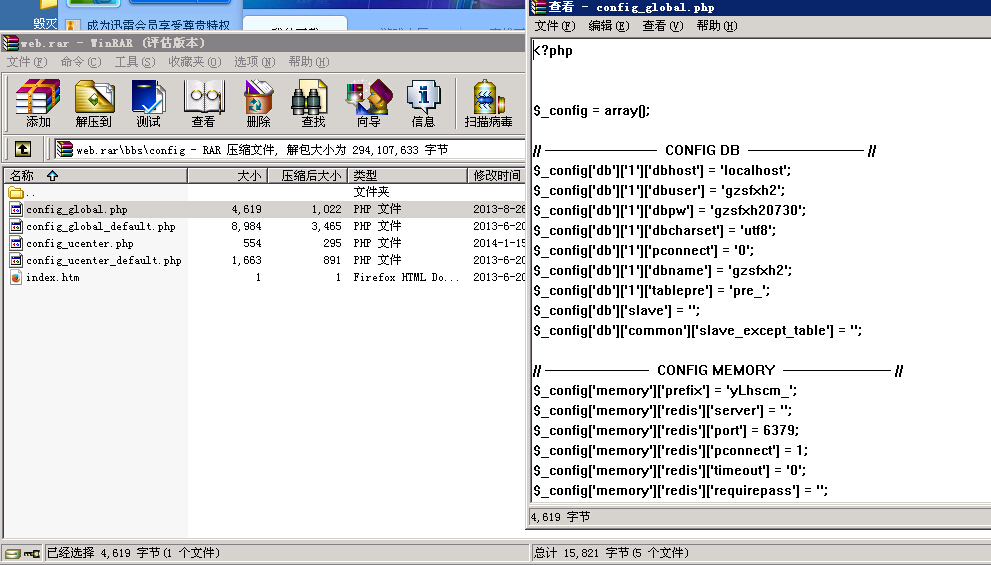 毁灭
成为迅雷会员享受尊贵特权
web.rar - WinRAR (评估版本)
文件(F) 命令(C) 工具(S) 收藏夹(O) 选项(N) 帮助(H)
添加 解压到 测试 查看 删除 查找 向导 信息 扫描病毒
web.rar\bbs\config - RAR 压缩文件, 解包大小为 294,107,633 字节
名称 大小 压缩后大小 类型 修改时间
.. 文件夹
config_global.php 4,619 1,022 PHP 文件 2013-8-26
config_global_default.php 8,984 3,465 PHP 文件 2013-6-20
config_ucenter.php 554 295 PHP 文件 2014-1-15
config_ucenter_default.php 1,663 891 PHP 文件 2013-6-20
index.htm 1 1 Firefox HTML Do... 2013-6-20
已经选择 4,619 字节(1 个文件)
总计 15,821 字节(5 个文件)
查看 - config_global.php
文件(F) 编辑(E) 查看(V) 帮助(H)
<?php
$_config = array();
// ---------------------------- CONFIG DB ----------------------------- //
$_config['db']['1']['dbhost'] = 'localhost';
$_config['db']['1']['dbuser'] = 'gzsfxh2';
$_config['db']['1']['dbpw'] = 'gzsfxh20730';
$_config['db']['1']['dbcharset'] = 'utf8';
$_config['db']['1']['pconnect'] = '0';
$_config['db']['1']['dbname'] = 'gzsfxh2';
$_config['db']['1']['tablepre'] = 'pre_';
$_config['db']['slave'] = '';
$_config['db']['common']['slave_except_table'] = '';
// -------------------------- CONFIG MEMORY --------------------------- //
$_config['memory']['prefix'] = 'yLhscm_';
$_config['memory']['redis']['server'] = '';
$_config['memory']['redis']['port'] = 6379;
$_config['memory']['redis']['pconnect'] = 1;
$_config['memory']['redis']['timeout'] = '0';
$_config['memory']['redis']['requirepass'] = '';
4,619 字节